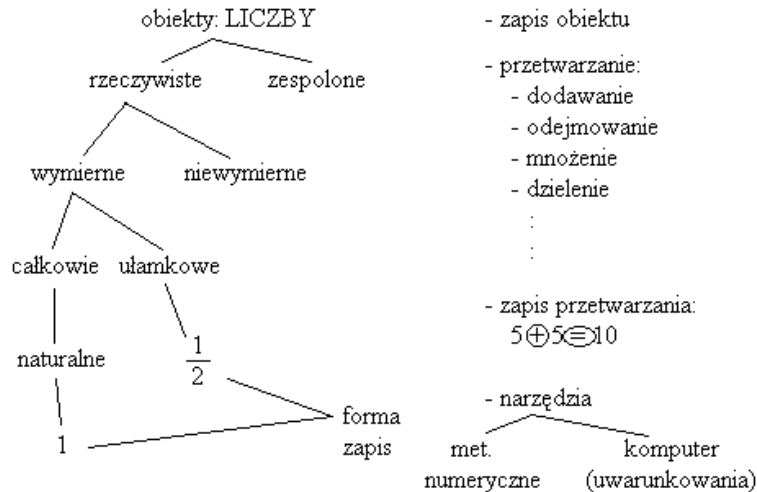 obiekty: LICZBY
rzeczywiste zespolone
wymierne niewymierne
całkowie ułamkowe
naturalne
1
2
1
forma
zapis
- zapis obiektu
- przetwarzanie:
- dodawanie
- odejmowanie
- mnożenie
- dzielenie
:
:
- zapis przetwarzania:
5⊕5⊜10
- narzędzia
met. komputer
numeryczne (uwarunkowania)